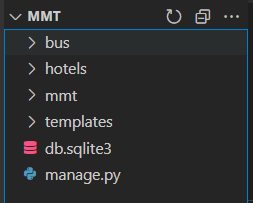 MMT
bus
hotels
mmt
templates
db.sqlite3
manage.py